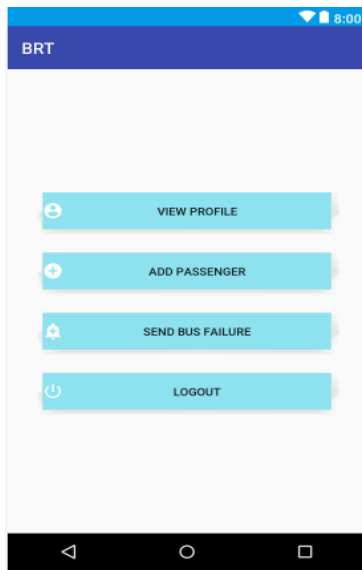 8:00
BRT
VIEW PROFILE
ADD PASSENGER
SEND BUS FAILURE
LOGOUT